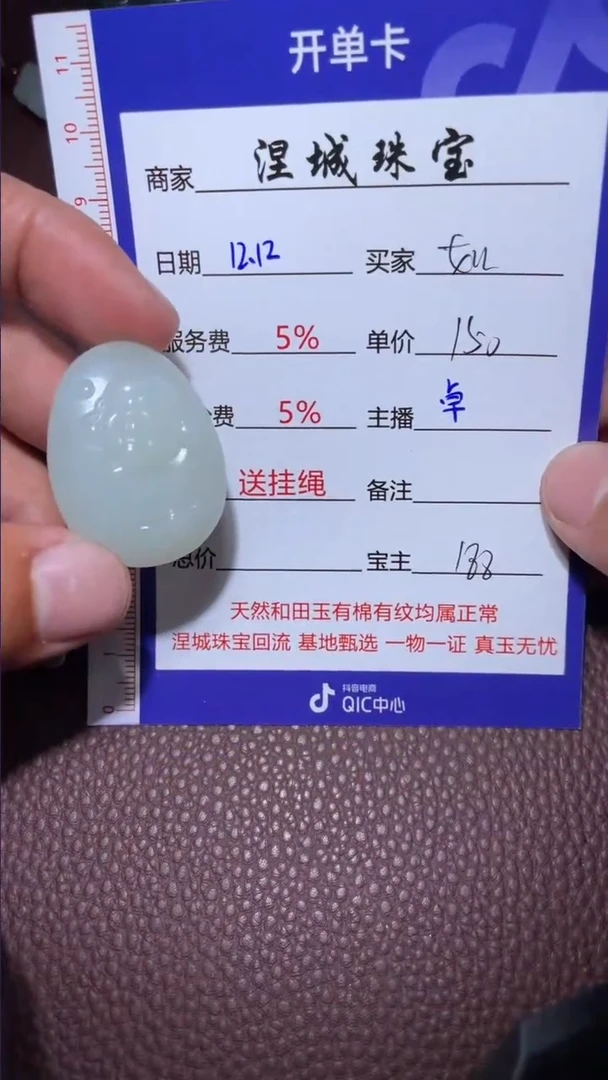 11
10
9
0
开单卡
商家 涅城珠宝
日期 12.12 买家
服务费 5% 单价 150
费 5% 主播 卓
送挂绳 备注
总价 宝主 188
天然和田玉有棉有纹均属正常
涅城珠宝回流 基地甄选 一物一证 真玉无忧
抖音电商
QIC中心